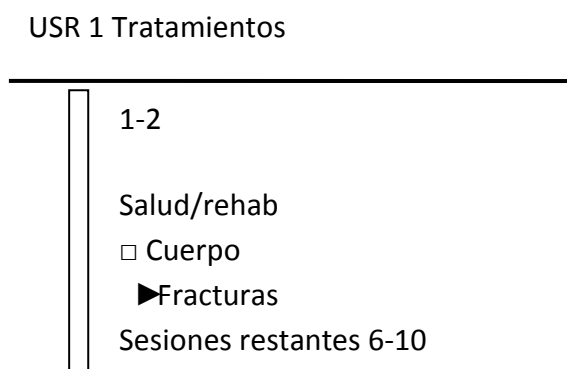 USR 1 Tratamientos
1-2
Salud/rehab
□ Cuerpo
►Fracturas
Sesiones restantes 6-10